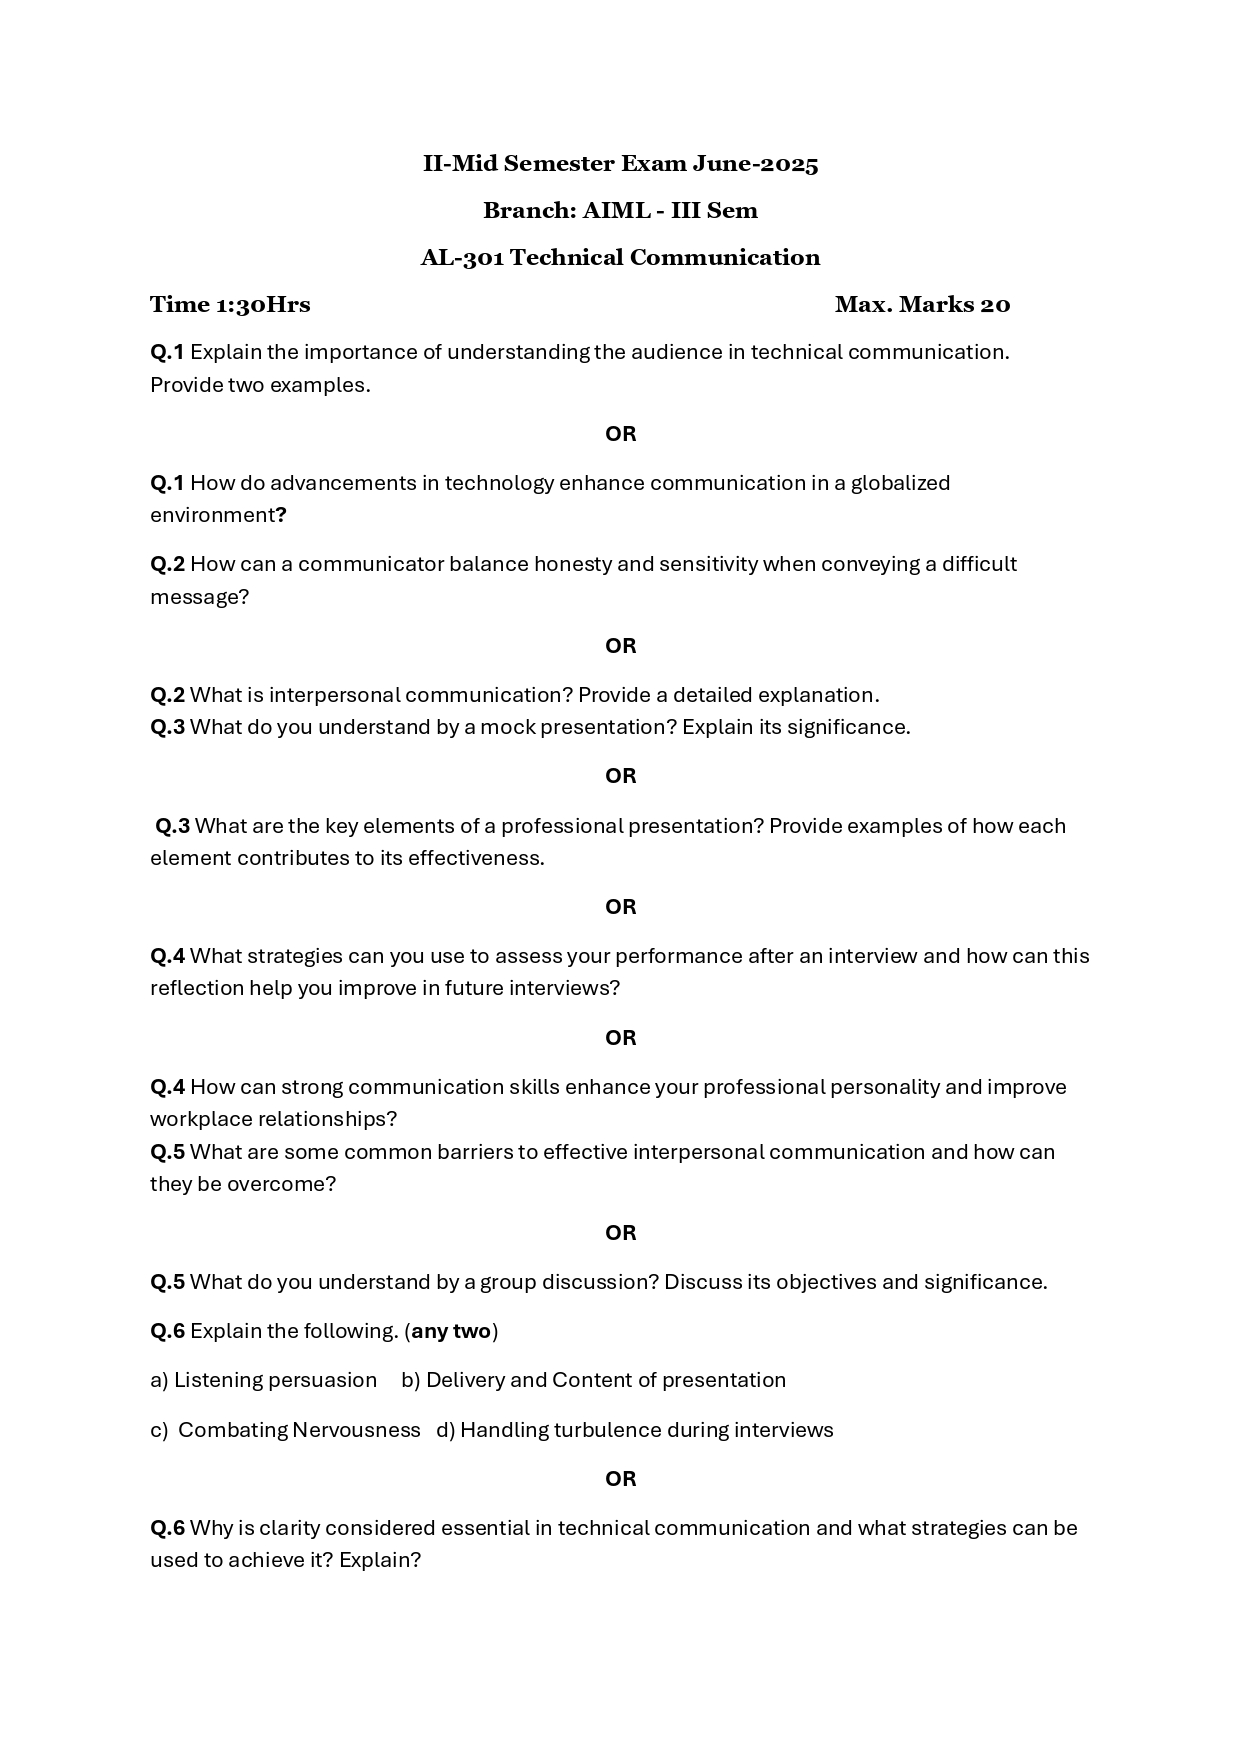 II-Mid Semester Exam June-2025
Branch: AIML - III Sem
AL-301 Technical Communication
Time 1:30Hrs Max. Marks 20
Q.1 Explain the importance of understanding the audience in technical communication.
Provide two examples.
OR
Q.1 How do advancements in technology enhance communication in a globalized
environment?
Q.2 How can a communicator balance honesty and sensitivity when conveying a difficult
message?
OR
Q.2 What is interpersonal communication? Provide a detailed explanation.
Q.3 What do you understand by a mock presentation? Explain its significance.
OR
Q.3 What are the key elements of a professional presentation? Provide examples of how each
element contributes to its effectiveness.
OR
Q.4 What strategies can you use to assess your performance after an interview and how can this
reflection help you improve in future interviews?
OR
Q.4 How can strong communication skills enhance your professional personality and improve
workplace relationships?
Q.5 What are some common barriers to effective interpersonal communication and how can
they be overcome?
OR
Q.5 What do you understand by a group discussion? Discuss its objectives and significance.
Q.6 Explain the following. (any two)
a) Listening persuasion b) Delivery and Content of presentation
c) Combating Nervousness d) Handling turbulence during interviews
OR
Q.6 Why is clarity considered essential in technical communication and what strategies can be
used to achieve it? Explain?